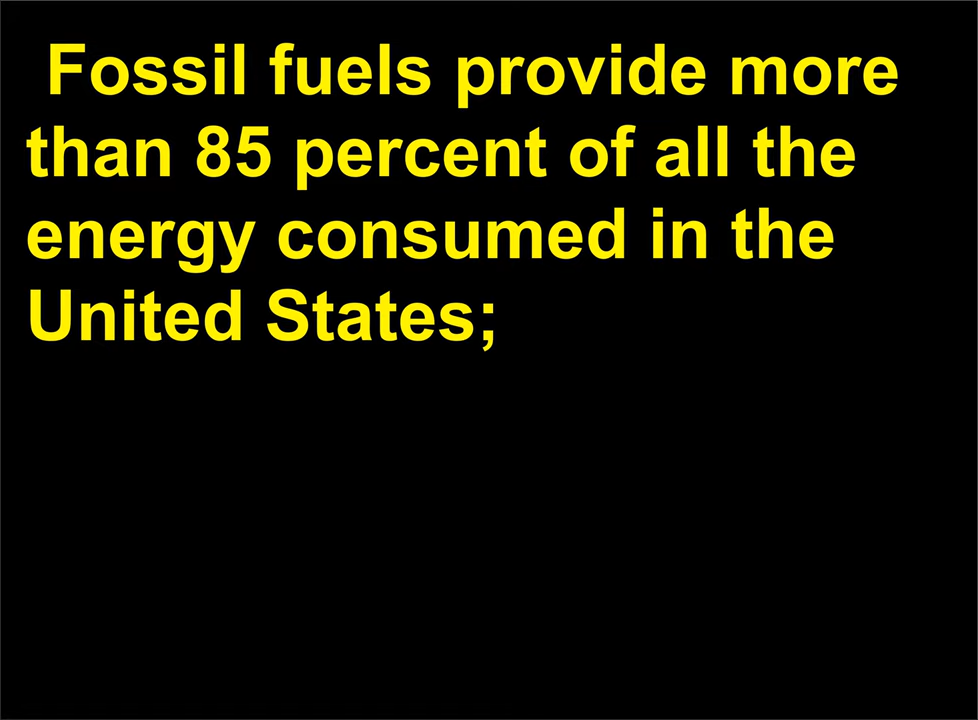 Fossil fuels provide more
than 85 percent of all the
energy consumed in the
United States;